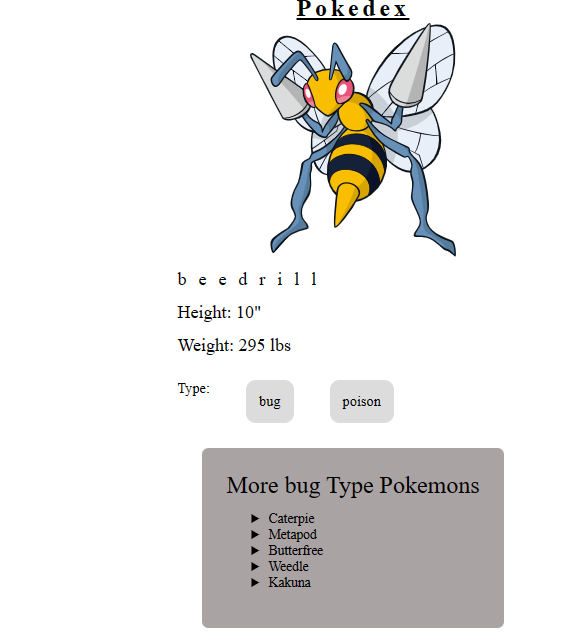 Pokedex
beedrill
Height: 10"
Weight: 295 lbs
Type: bug poison
More bug Type Pokemons
▶ Caterpie
▶ Metapod
▶ Butterfree
▶ Weedle
▶ Kakuna